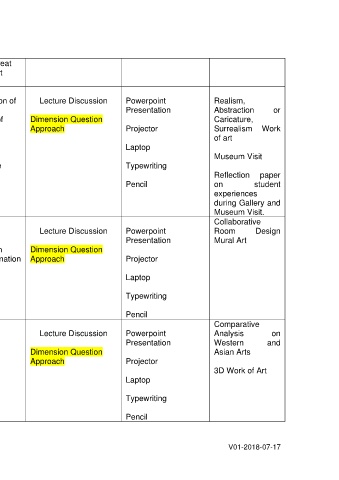 eat
t
on of
Lecture Discussion
Powerpoint
Presentation
Realism,
Abstraction or
Caricature,
Surrealism Work
of art
f
Dimension Question
Approach
Projector
Laptop
Museum Visit
e
Typewriting
Pencil
Reflection paper
on student
experiences
during Gallery and
Museum Visit.
Lecture Discussion
Powerpoint
Presentation
Collaborative
Room Design
Mural Art
n
mation
Dimension Question
Approach
Projector
Laptop
Typewriting
Pencil
Lecture Discussion
Powerpoint
Presentation
Comparative
Analysis on
Western and
Asian Arts
Dimension Question
Approach
Projector
Laptop
3D Work of Art
Typewriting
Pencil
V01-2018-07-17